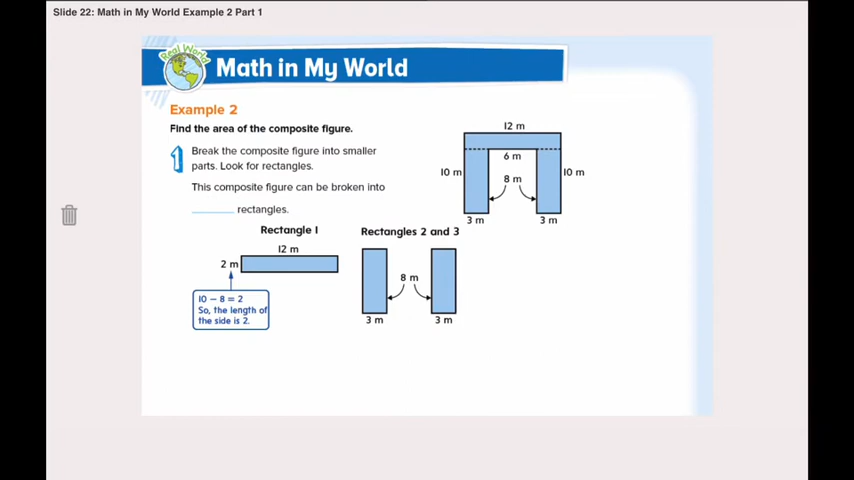 Slide 22: Math in My World Example 2 Part 1
Real World
Math in My World
Example 2
Find the area of the composite figure.
1 Break the composite figure into smaller
parts. Look for rectangles.
This composite figure can be broken into
rectangles.
12 m
6 m
10 m
8 m
10 m
3 m
3 m
Rectangle 1
12 m
2 m
10 − 8 = 2
So, the length of
the side is 2.
Rectangles 2 and 3
8 m
3 m
3 m